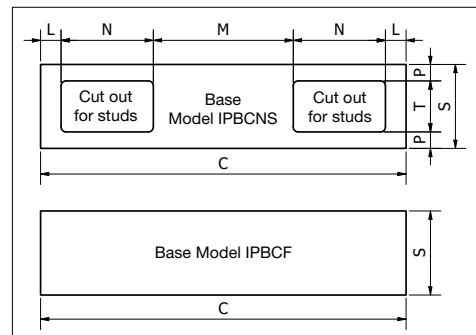 L N M N L
Cut out
for studs
Base
Model IPBCNS
Cut out
for studs
P
T
P
S
C
Base Model IPBCF
S
C